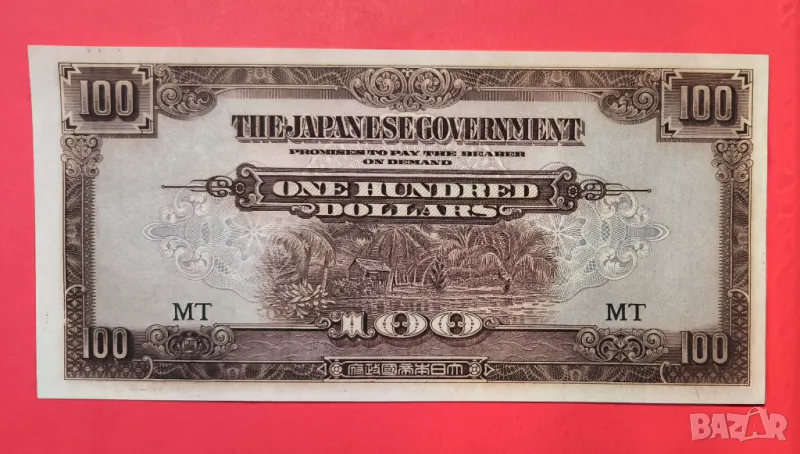 100 100
THE JAPANESE GOVERNMENT
PROMISES TO PAY THE BEARER
ON DEMAND
ONE HUNDRED
DOLLARS
MT MT
100 100 100
府政國帝本日大
BAZAR